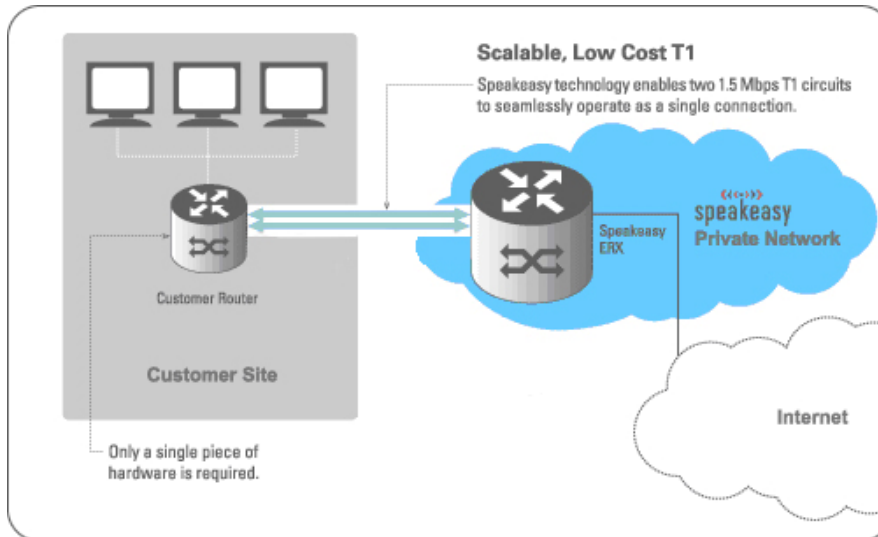 Scalable, Low Cost T1
Speakeasy technology enables two 1.5 Mbps T1 circuits
to seamlessly operate as a single connection.
speakeasy
Private Network
Speakeasy
ERX
Customer Router
Customer Site
Internet
Only a single piece of
hardware is required.